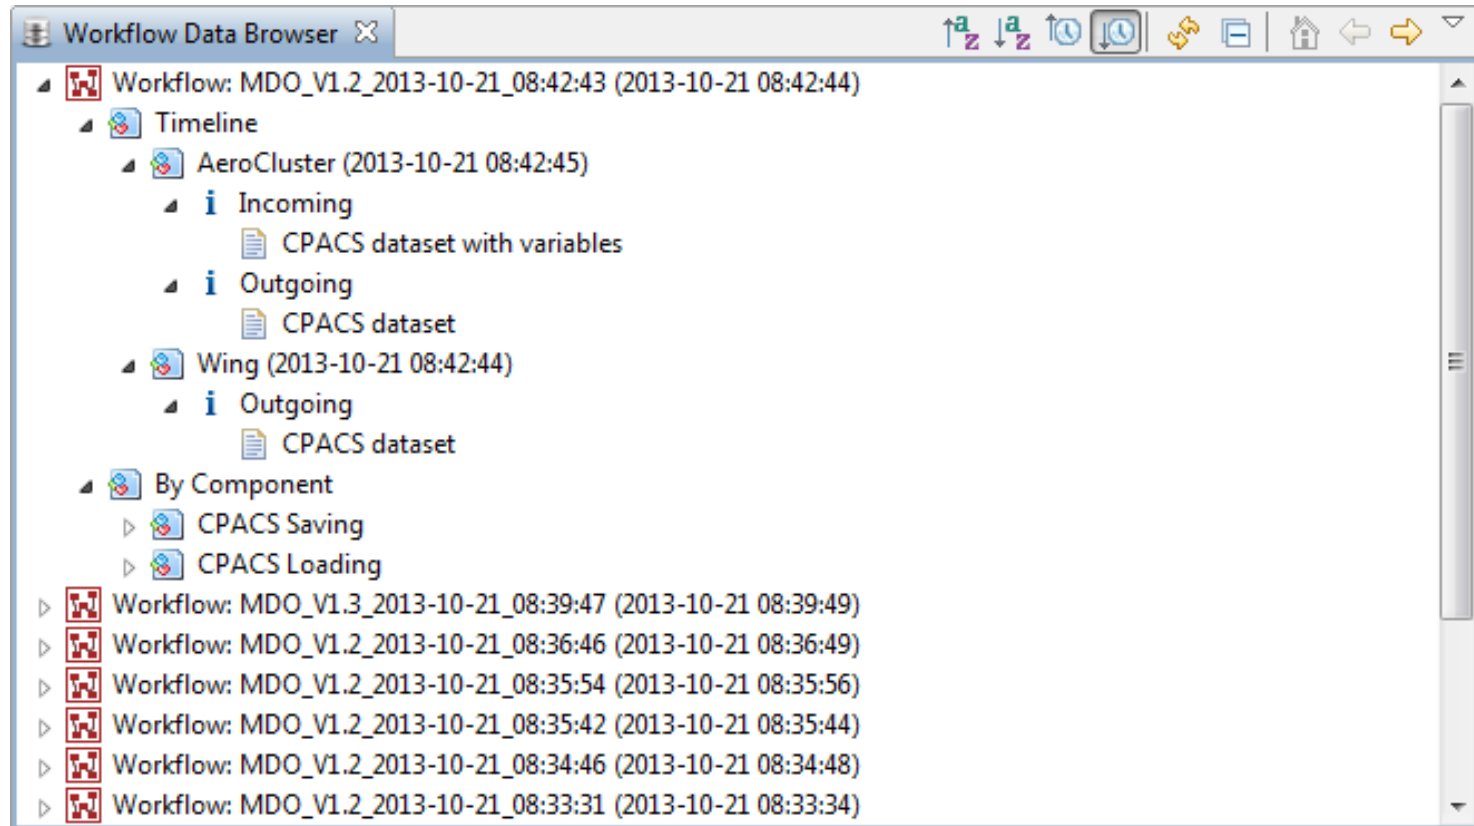 Workflow Data Browser
Workflow: MDO_V1.2_2013-10-21_08:42:43 (2013-10-21 08:42:44)
Timeline
AeroCluster (2013-10-21 08:42:45)
i Incoming
CPACS dataset with variables
i Outgoing
CPACS dataset
Wing (2013-10-21 08:42:44)
i Outgoing
CPACS dataset
By Component
CPACS Saving
CPACS Loading
Workflow: MDO_V1.3_2013-10-21_08:39:47 (2013-10-21 08:39:49)
Workflow: MDO_V1.2_2013-10-21_08:36:46 (2013-10-21 08:36:49)
Workflow: MDO_V1.2_2013-10-21_08:35:54 (2013-10-21 08:35:56)
Workflow: MDO_V1.2_2013-10-21_08:35:42 (2013-10-21 08:35:44)
Workflow: MDO_V1.2_2013-10-21_08:34:46 (2013-10-21 08:34:48)
Workflow: MDO_V1.2_2013-10-21_08:33:31 (2013-10-21 08:33:34)